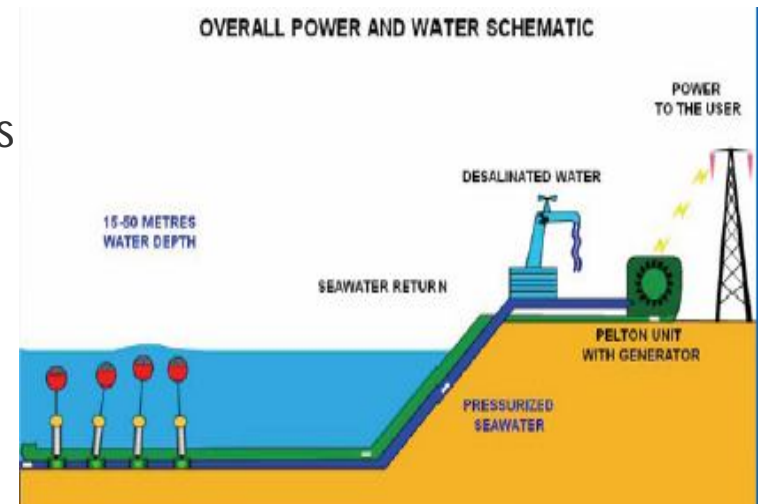 OVERALL POWER AND WATER SCHEMATIC
POWER
TO THE USER
S
DESALINATED WATER
15-50 METRES
WATER DEPTH
SEAWATER RETURN
PELTON UNIT
WITH GENERATOR
PRESSURIZED
SEAWATER